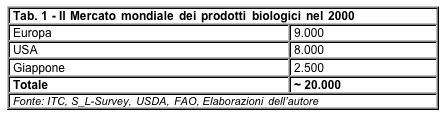 Tab. 1 - Il Mercato mondiale dei prodotti biologici nel 2000
Europa 9.000
USA 8.000
Giappone 2.500
Totale ~ 20.000
Fonte: ITC, S_L-Survey, USDA, FAO, Elaborazioni dell'autore